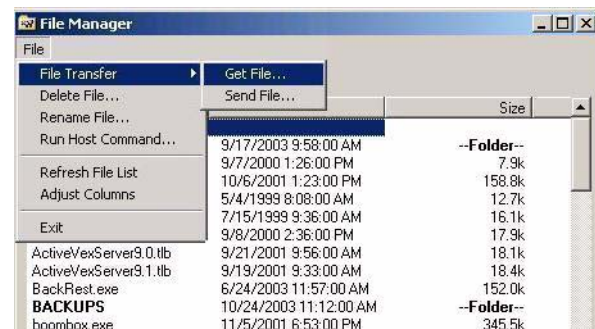 File Manager
File
File Transfer
Get File...
Delete File...
Send File...
Rename File...
Size
Run Host Command...
9/17/2003 9:58:00 AM --Folder--
9/7/2000 1:26:00 PM 7.9k
Refresh File List
10/6/2001 1:23:00 PM 158.8k
Adjust Columns
5/4/1999 8:08:00 AM 12.7k
7/15/1999 9:36:00 AM 16.1k
Exit
9/8/2000 2:36:00 PM 17.9k
ActiveVexServer9.0.tlb 9/21/2001 9:56:00 AM 18.1k
ActiveVexServer9.1.tlb 9/19/2001 9:33:00 AM 18.4k
BackRest.exe 6/24/2003 11:57:00 AM 152.0k
BACKUPS 10/24/2003 11:12:00 AM --Folder--
boombox.exe 11/5/2001 6:53:00 PM 345.5k